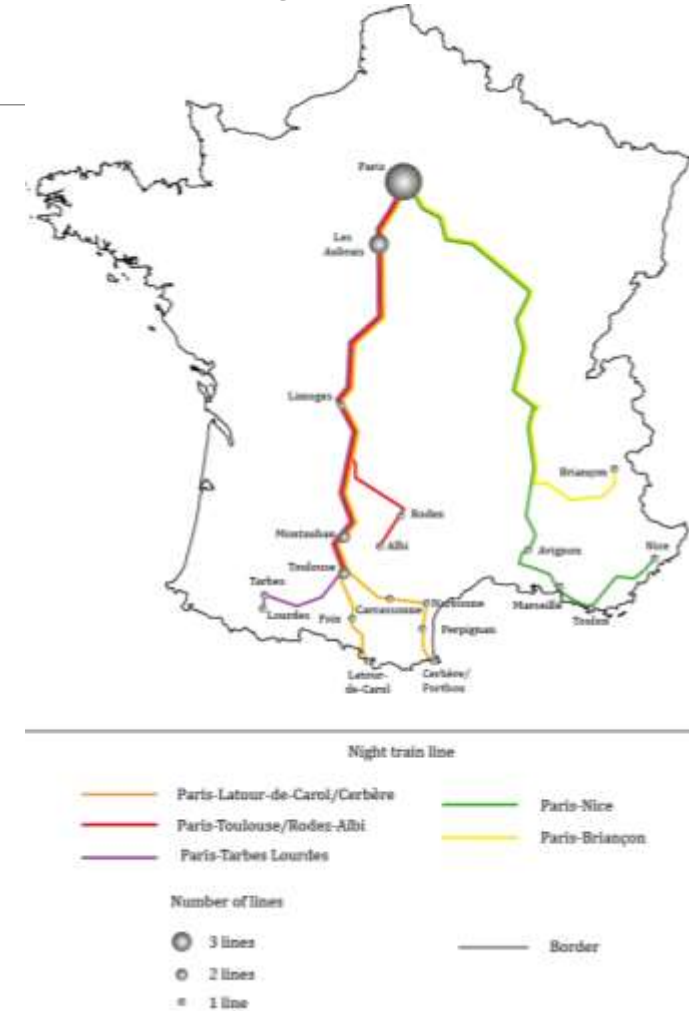 Paris
Les
Aubrais
Limoges
Briançon
Rodes
Montauban
Albi
Avignon
Nice
Toulouse
Tarbes
Lourdes
Foix
Carcassonne
Narbonne
Marseille
Toulon
Perpignan
Latour-
de-Carol
Cerbère/
Portbou
Night train line
Paris-Latour-de-Carol/Cerbère
Paris-Toulouse/Rodes-Albi
Paris-Tarbes Lourdes
Paris-Nice
Paris-Briançon
Number of lines
3 lines
2 lines
1 line
Border